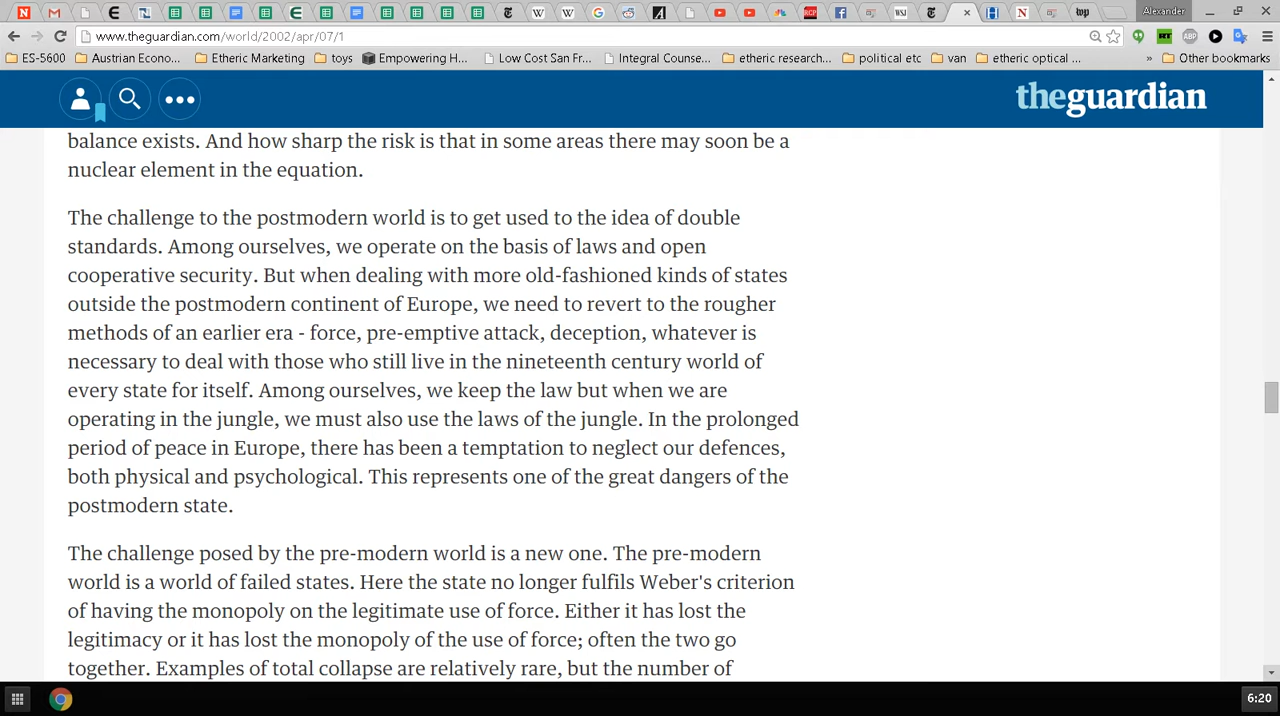 Alexander
www.theguardian.com/world/2002/apr/07/1
ES-5600
Austrian Econo...
Etheric Marketing
toys
Empowering H...
Low Cost San Fr...
Integral Counse...
etheric research...
political etc
van
etheric optical ...
»
Other bookmarks
theguardian
balance exists. And how sharp the risk is that in some areas there may soon be a
nuclear element in the equation.
The challenge to the postmodern world is to get used to the idea of double
standards. Among ourselves, we operate on the basis of laws and open
cooperative security. But when dealing with more old-fashioned kinds of states
outside the postmodern continent of Europe, we need to revert to the rougher
methods of an earlier era - force, pre-emptive attack, deception, whatever is
necessary to deal with those who still live in the nineteenth century world of
every state for itself. Among ourselves, we keep the law but when we are
operating in the jungle, we must also use the laws of the jungle. In the prolonged
period of peace in Europe, there has been a temptation to neglect our defences,
both physical and psychological. This represents one of the great dangers of the
postmodern state.
The challenge posed by the pre-modern world is a new one. The pre-modern
world is a world of failed states. Here the state no longer fulfils Weber's criterion
of having the monopoly on the legitimate use of force. Either it has lost the
legitimacy or it has lost the monopoly of the use of force; often the two go
together. Examples of total collapse are relatively rare, but the number of
6:20